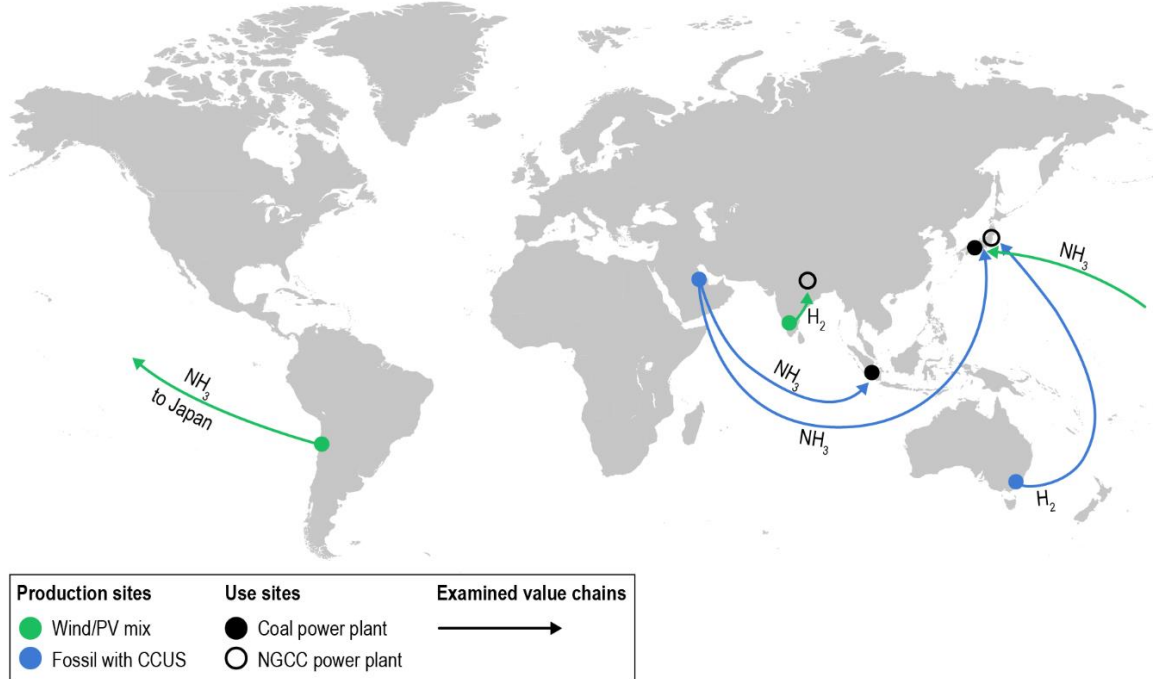 NH₃
H₂
NH₃
NH₃
to Japan
NH₃
H₂
Production sites
Use sites
Examined value chains
Wind/PV mix
Coal power plant
Fossil with CCUS
NGCC power plant